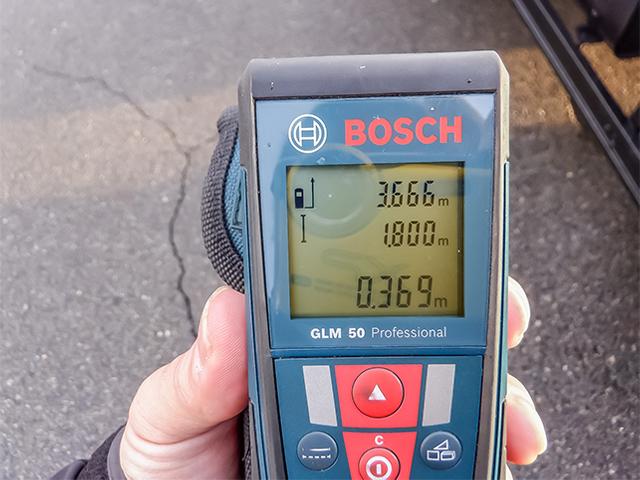 BOSCH
3.666 m
1.800 m
0.369 m
GLM 50 Professional
C